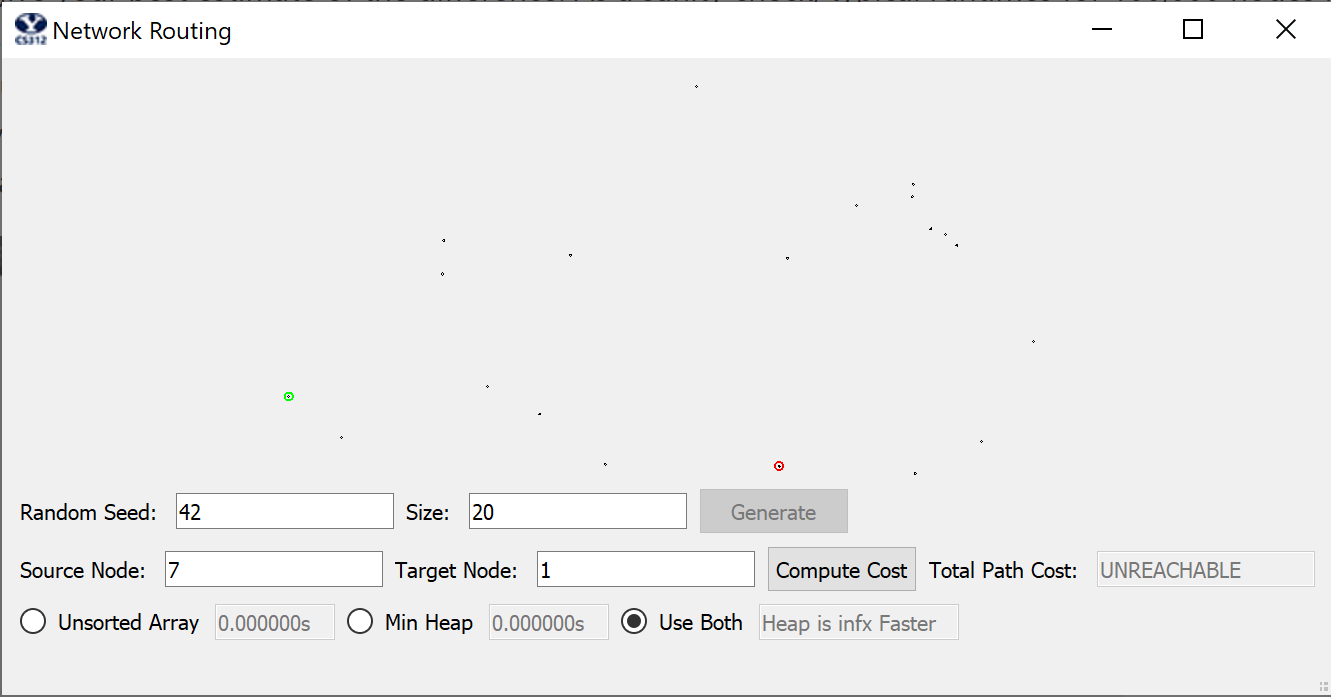 CS312 Network Routing
Random Seed: 42 Size: 20 Generate
Source Node: 7 Target Node: 1 Compute Cost Total Path Cost: UNREACHABLE
Unsorted Array 0.000000s Min Heap 0.000000s Use Both Heap is infx Faster